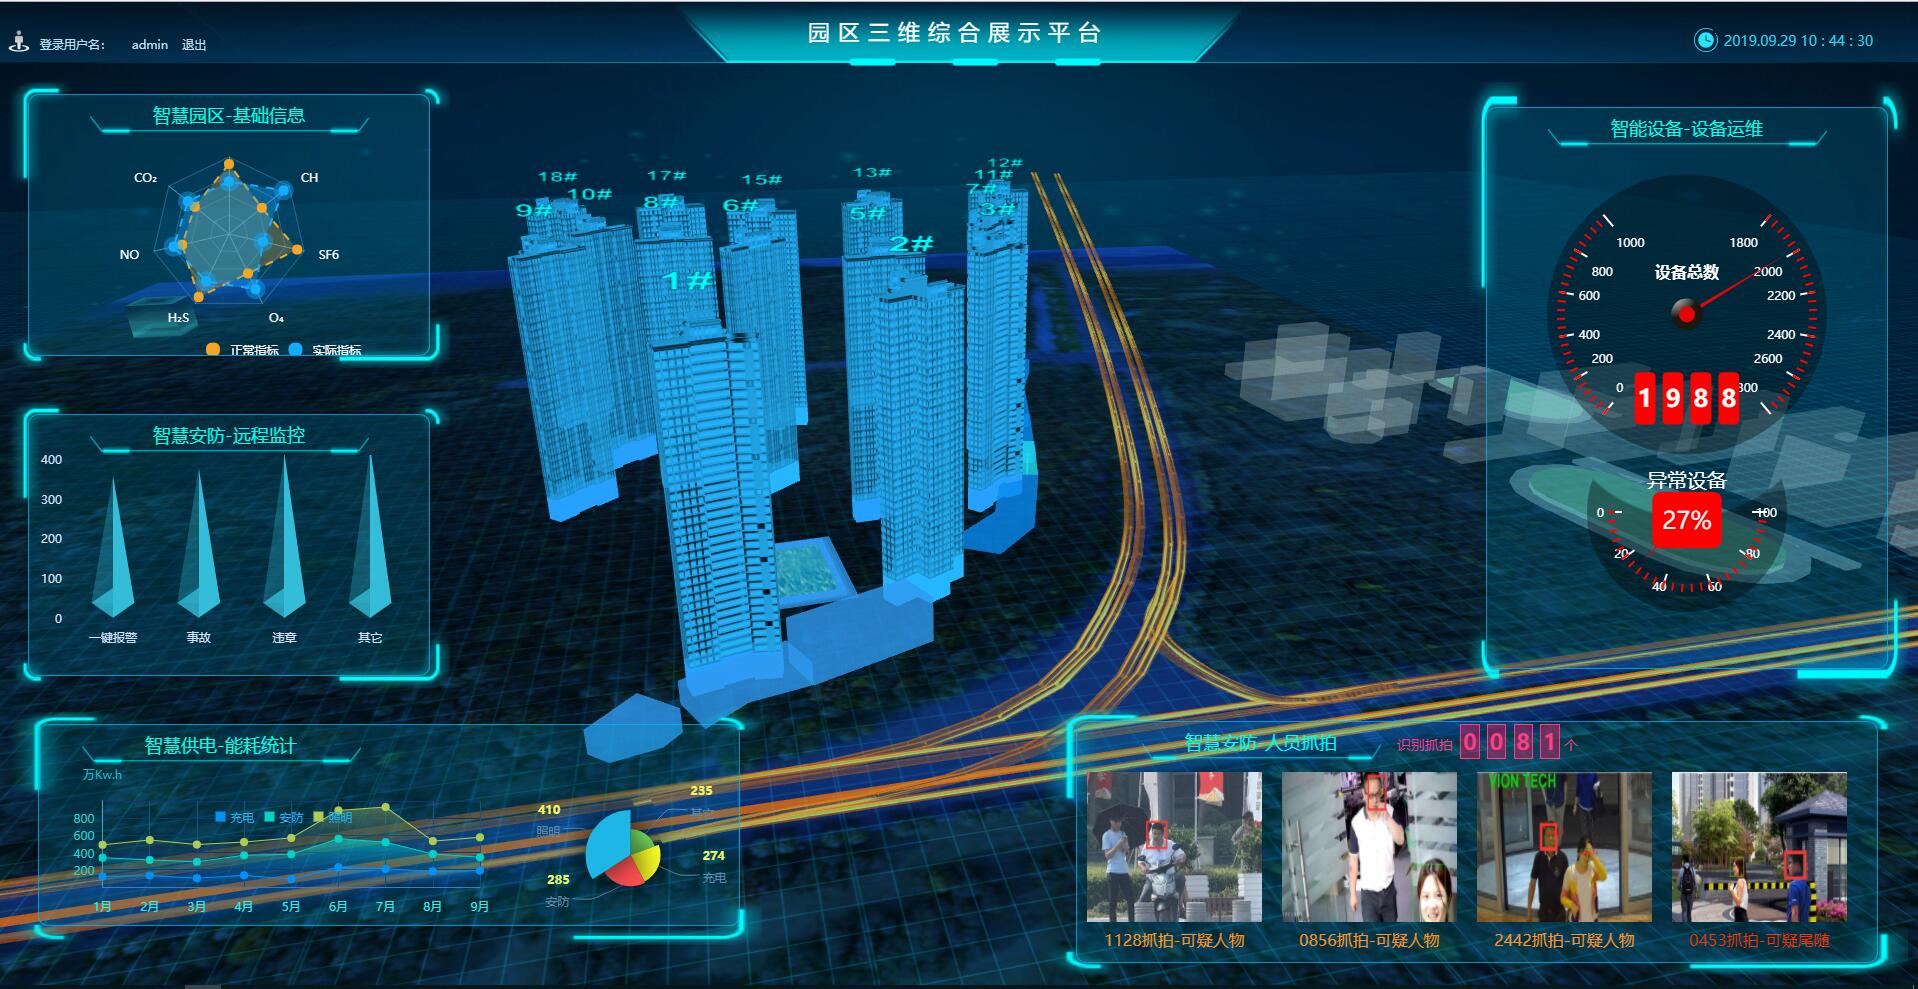 园区三维综合展示平台
登录用户名： admin 退出
2019.09.29 10 : 44 : 30
智慧园区-基础信息
CO₂
CH
NO
SF6
H₂S
O₄
正常指标 实际指标
智慧安防-远程监控
400
300
200
100
0
一键报警 事故 违章 其它
18#
17#
15#
13#
12#
11#
10#
9#
8#
7#
6#
5#
3#
2#
1#
智能设备-设备运维
设备总数
0
200
400
600
800
1000
1800
2000
2200
2400
2600
1988
异常设备
27%
0
20
40
60
80
100
智慧供电-能耗统计
万Kw.h
充电 安防 照明
800
600
400
200
1月 2月 3月 4月 5月 6月 7月 8月 9月
410
照明
235
其它
274
充电
285
安防
智慧安防-人员抓拍
识别抓拍 0081 个
VION TECH
1128抓拍-可疑人物
0856抓拍-可疑人物
2442抓拍-可疑人物
0453抓拍-可疑尾随